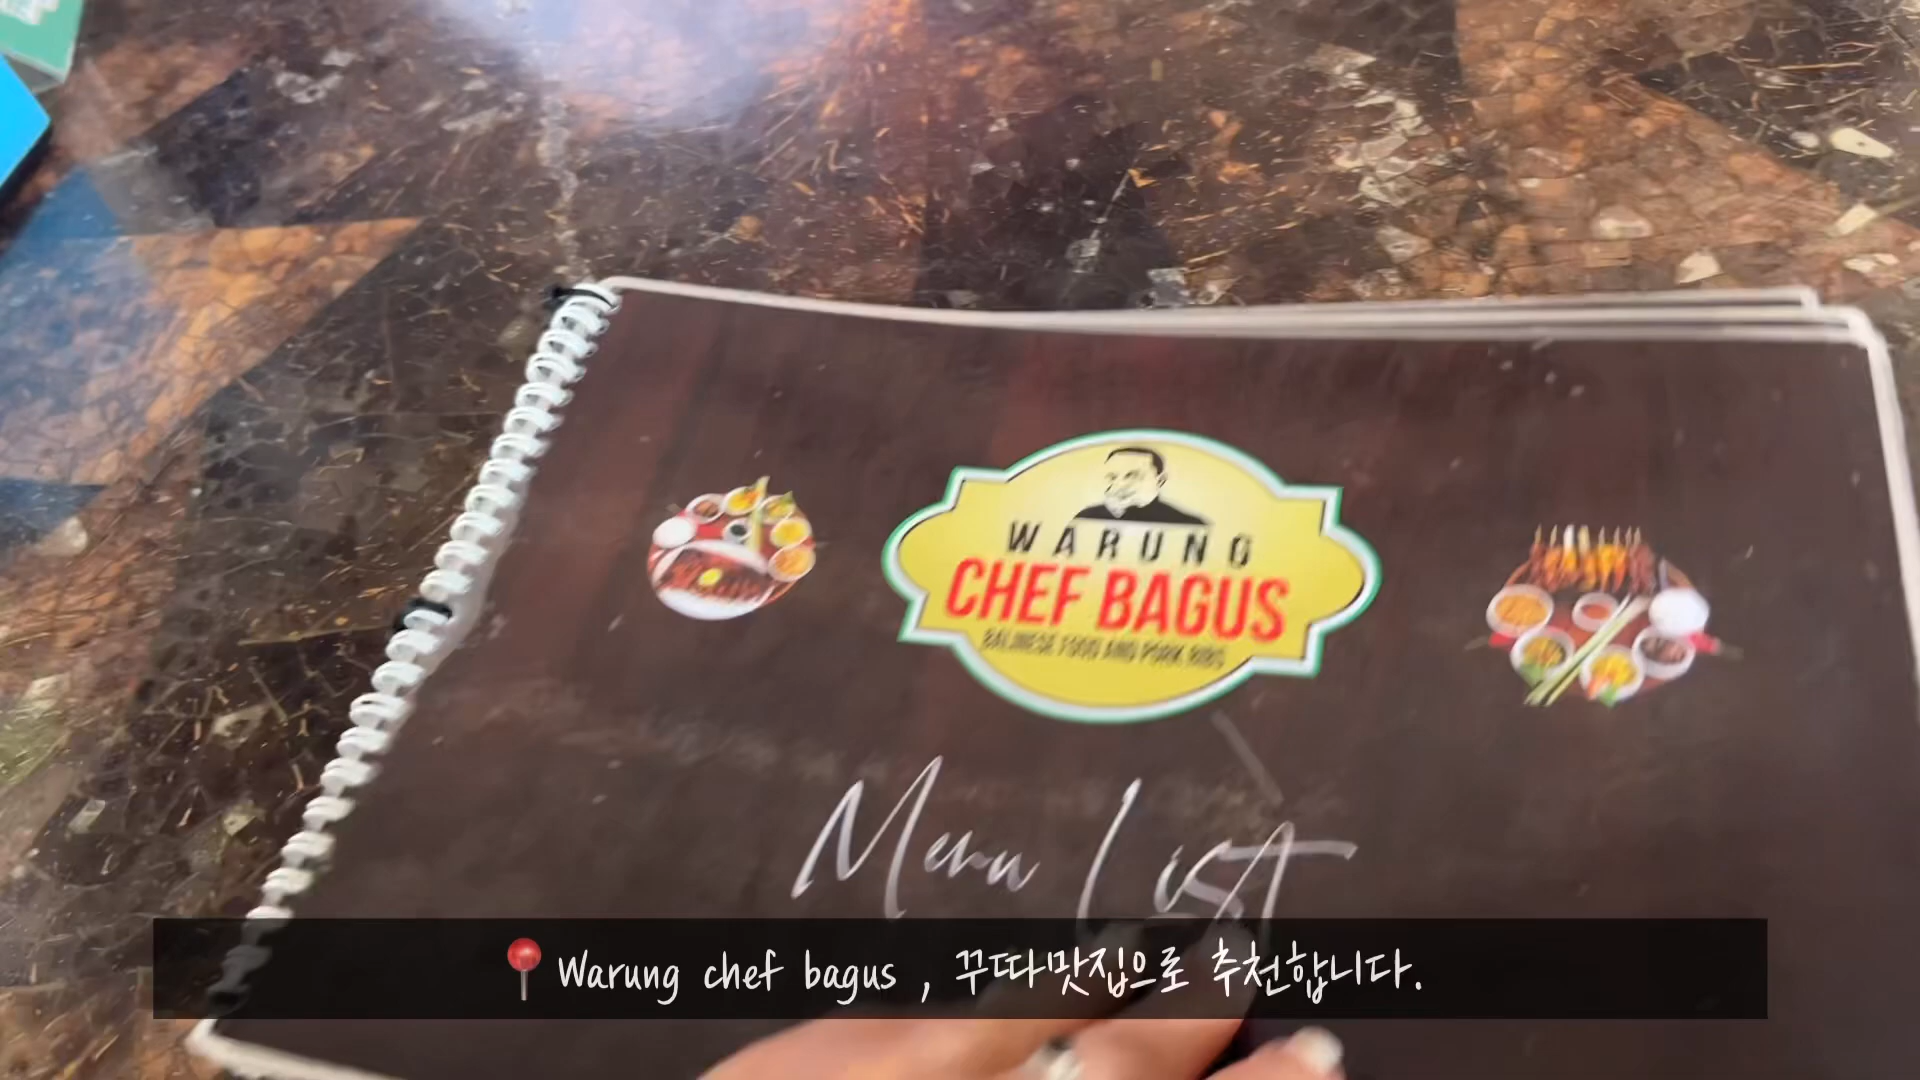 WARUNG
CHEF BAGUS
BALINESE FOOD AND PORK RIBS
Menu List
Warung chef bagus , 꾸따맛집으로 추천합니다.